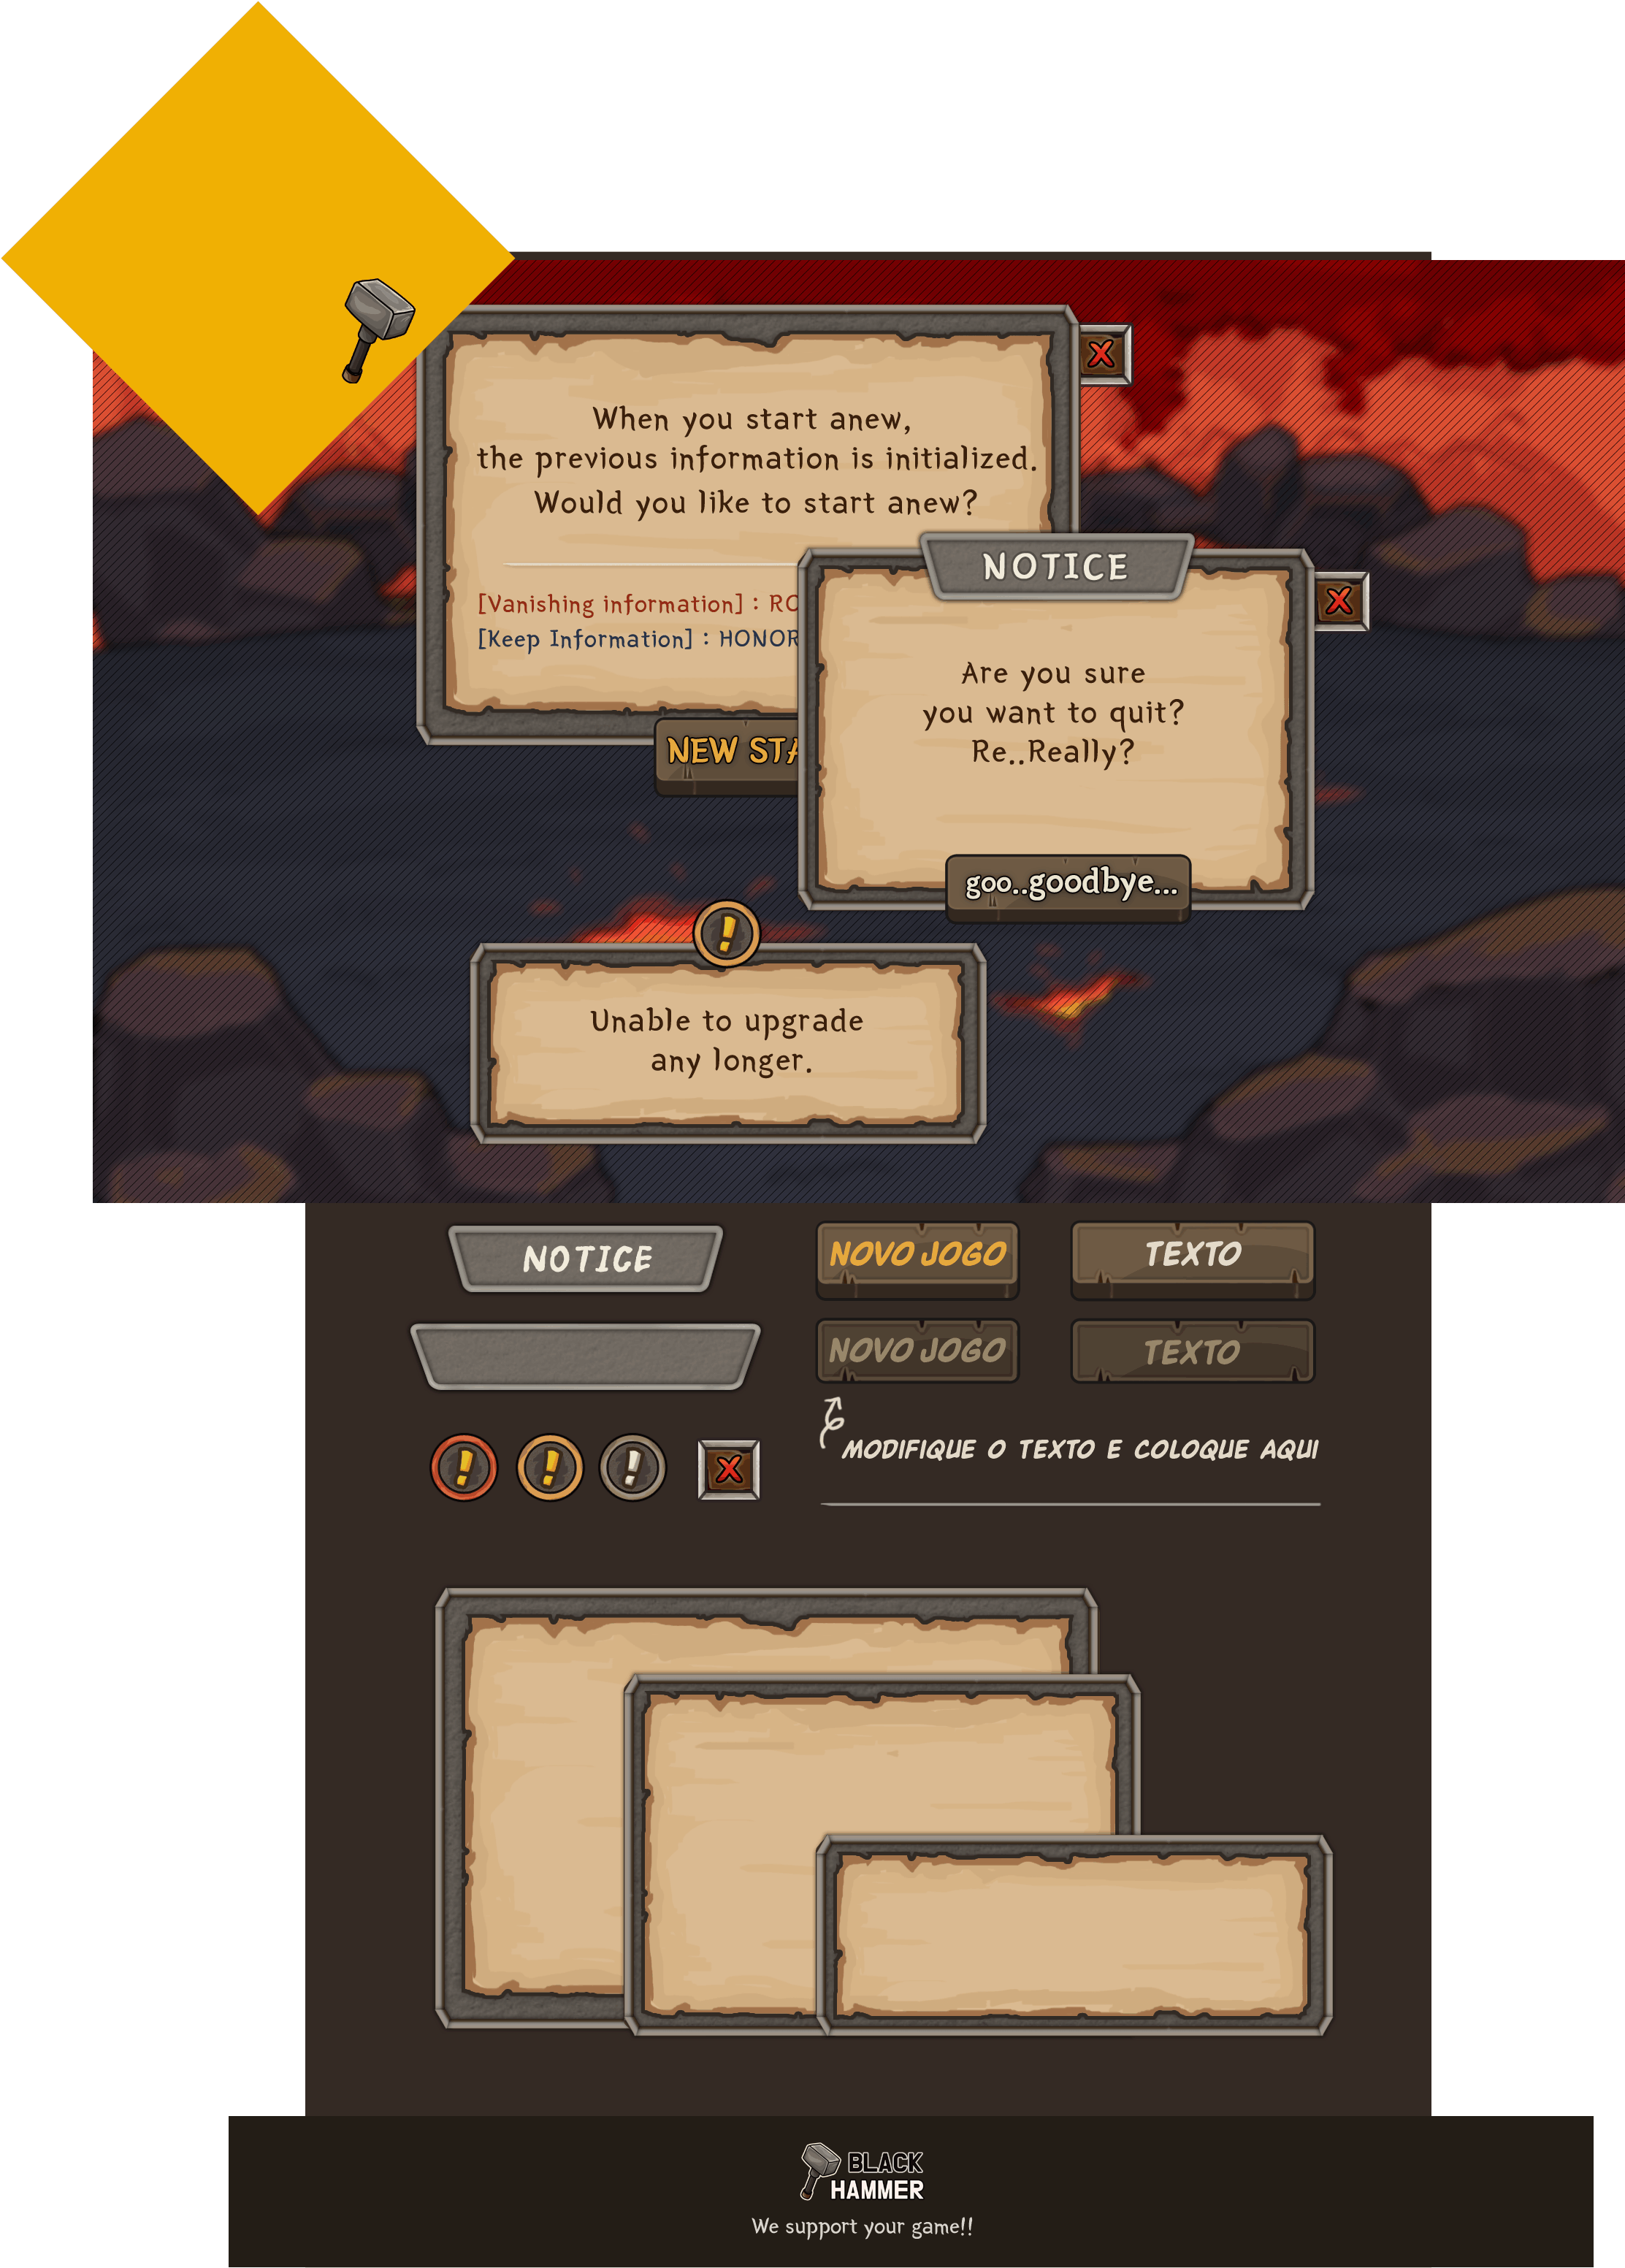 When you start anew,
the previous information is initialized.
Would you like to start anew?
[Vanishing information] :
[Keep Information] : HONOR
NEW
NOTICE
Are you sure
you want to quit?
Re..Really?
goo..goodbye...
!
Unable to upgrade
any longer.
NOTICE
NOVO JOGO
TEXTO
NOVO JOGO
TEXTO
MODIFIQUE O TEXTO E COLOQUE AQUI
! ! !
BLACK
HAMMER
We support your game!!